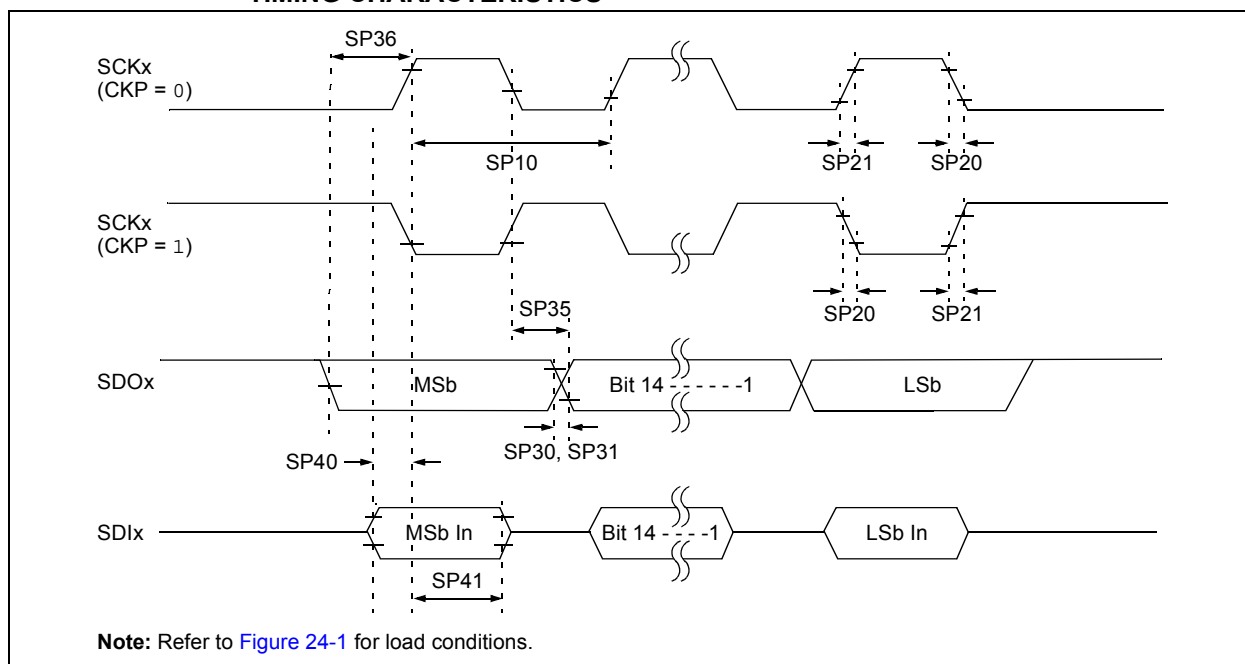 TIMING CHARACTERISTICS
SP36
SCKx
(CKP = 0)
SP10
SP21
SP20
SCKx
(CKP = 1)
SP35
SP20
SP21
SDOx
MSb
Bit 14 - - - - - -1
LSb
SP40
SP30, SP31
SDIx
MSb In
Bit 14 - - - -1
LSb In
SP41
Note: Refer to Figure 24-1 for load conditions.